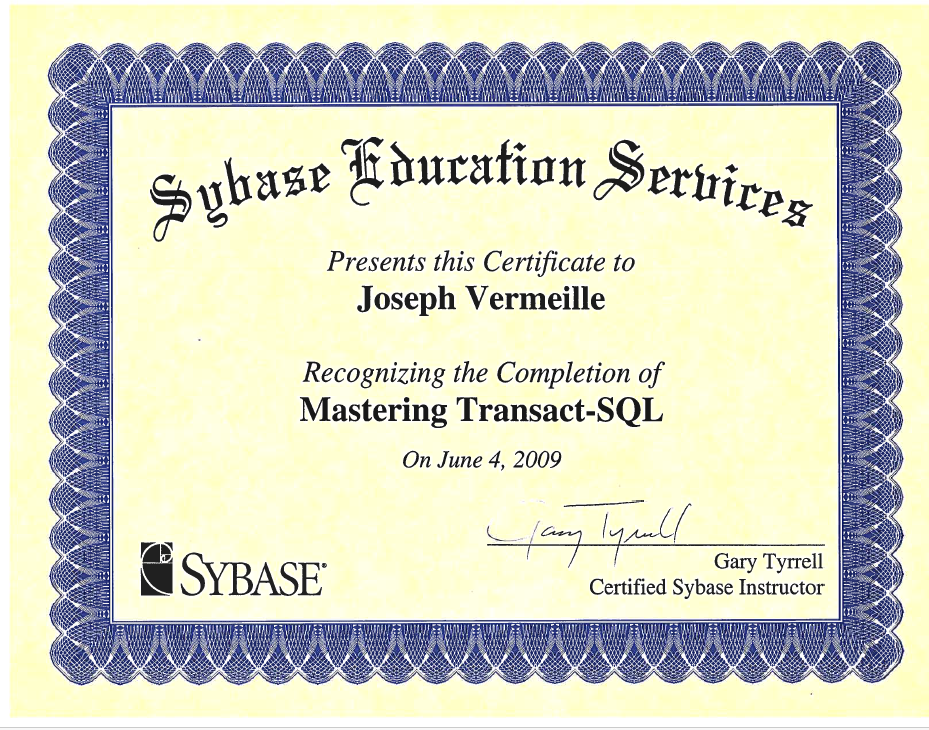 Sybase Education Services
Presents this Certificate to
Joseph Vermeille
Recognizing the Completion of
Mastering Transact-SQL
On June 4, 2009
Gary Tyrrell
Gary Tyrrell
Certified Sybase Instructor
SYBASE®